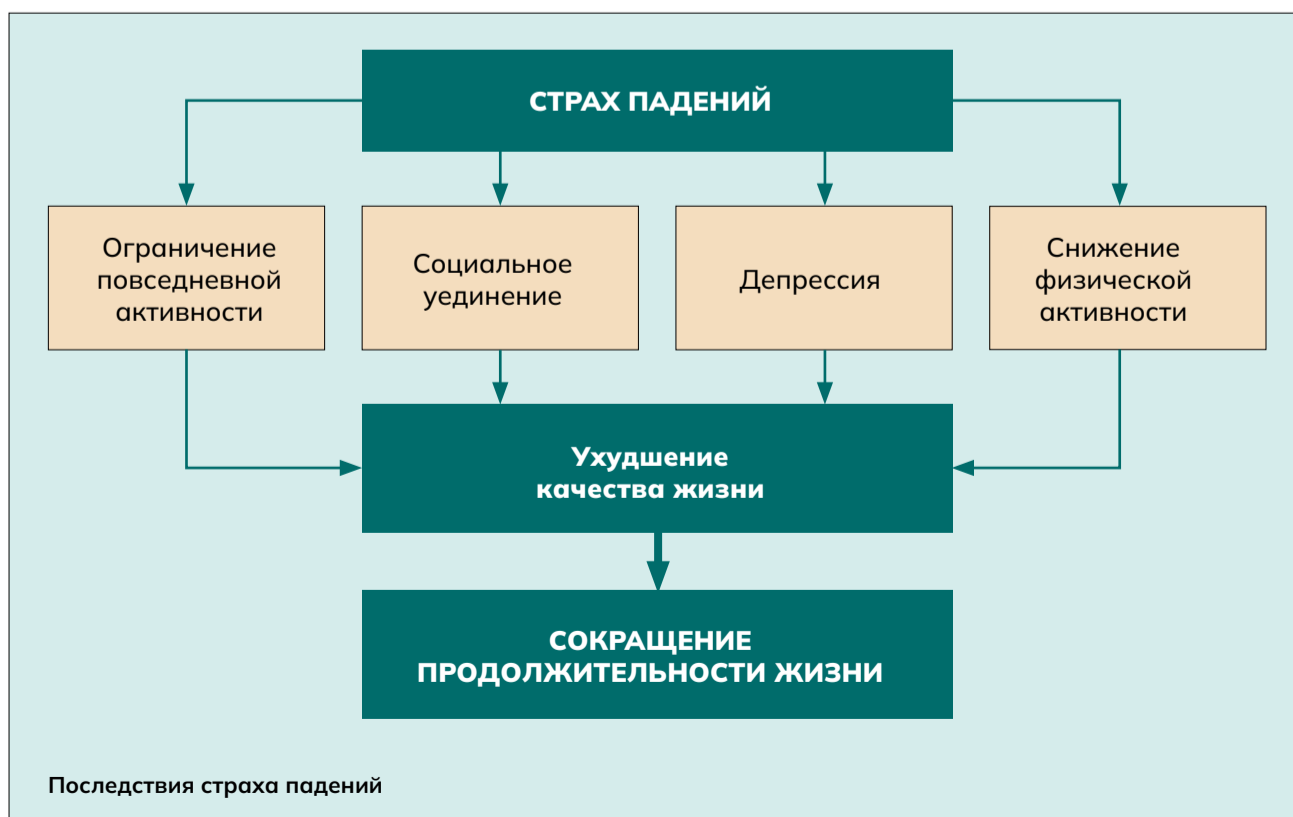 СТРАХ ПАДЕНИЙ
Ограничение
повседневной
активности
Социальное
уединение
Депрессия
Снижение
физической
активности
Ухудшение
качества жизни
СОКРАЩЕНИЕ
ПРОДОЛЖИТЕЛЬНОСТИ ЖИЗНИ
Последствия страха падений